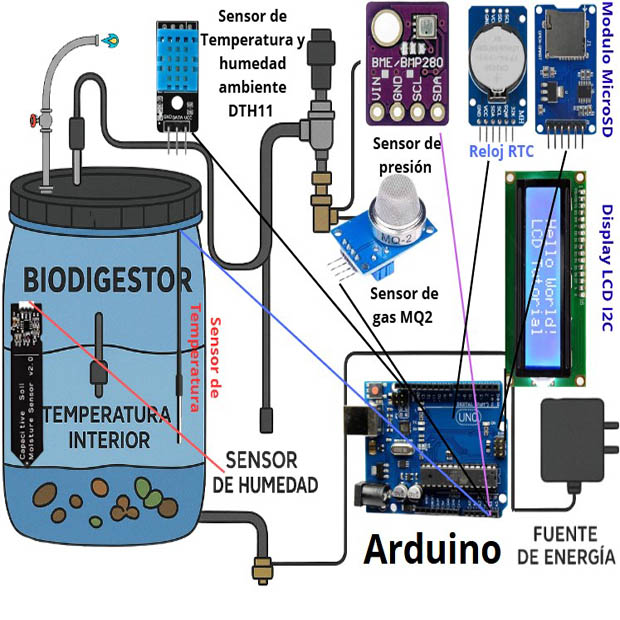 Sensor de
Temperatura y
humedad
ambiente
DTH11
BME/BMP280
VIN
GND
SCL
SDA
Sensor de
presión
Reloj RTC
Modulo MicroSD
MQ-2
Sensor de
gas MQ2
Display LCD I2C
Hello World!
LCD Tutorial
BIODIGESTOR
Sensor de
Temperatura
Capacitive Soil
Moisture Sensor v2.0
TEMPERATURA
INTERIOR
SENSOR
DE HUMEDAD
UNO
Arduino
FUENTE
DE ENERGÍA